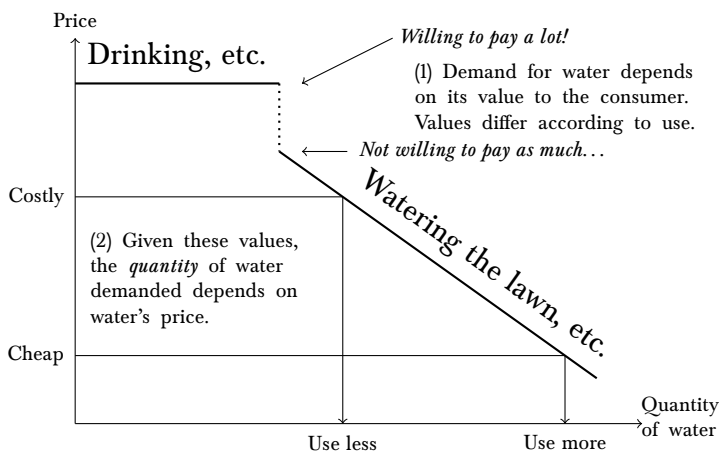 Price
Drinking, etc.
Willing to pay a lot!
(1) Demand for water depends
on its value to the consumer.
Values differ according to use.
Not willing to pay as much...
Watering the lawn, etc.
Costly
(2) Given these values,
the quantity of water
demanded depends on
water's price.
Cheap
Quantity
of water
Use less
Use more